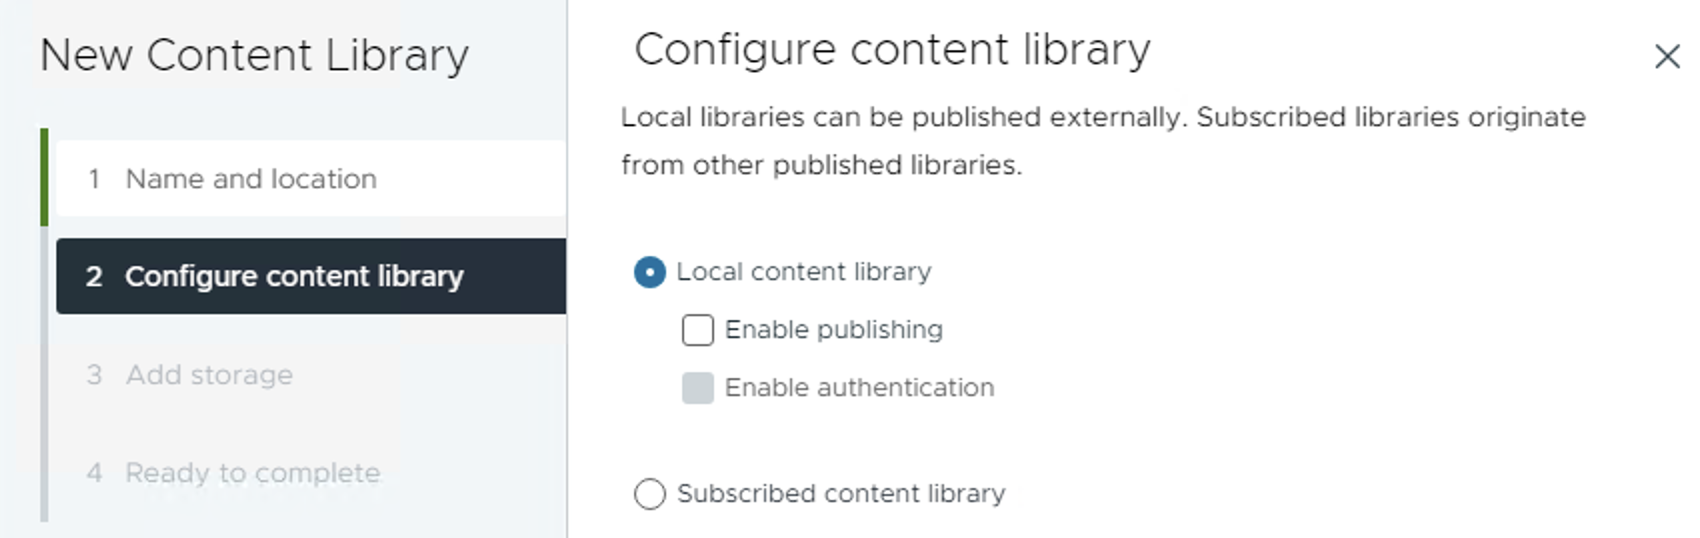 New Content Library
1 Name and location
2 Configure content library
3 Add storage
4 Ready to complete
Configure content library
Local libraries can be published externally. Subscribed libraries originate
from other published libraries.
Local content library
Enable publishing
Enable authentication
Subscribed content library